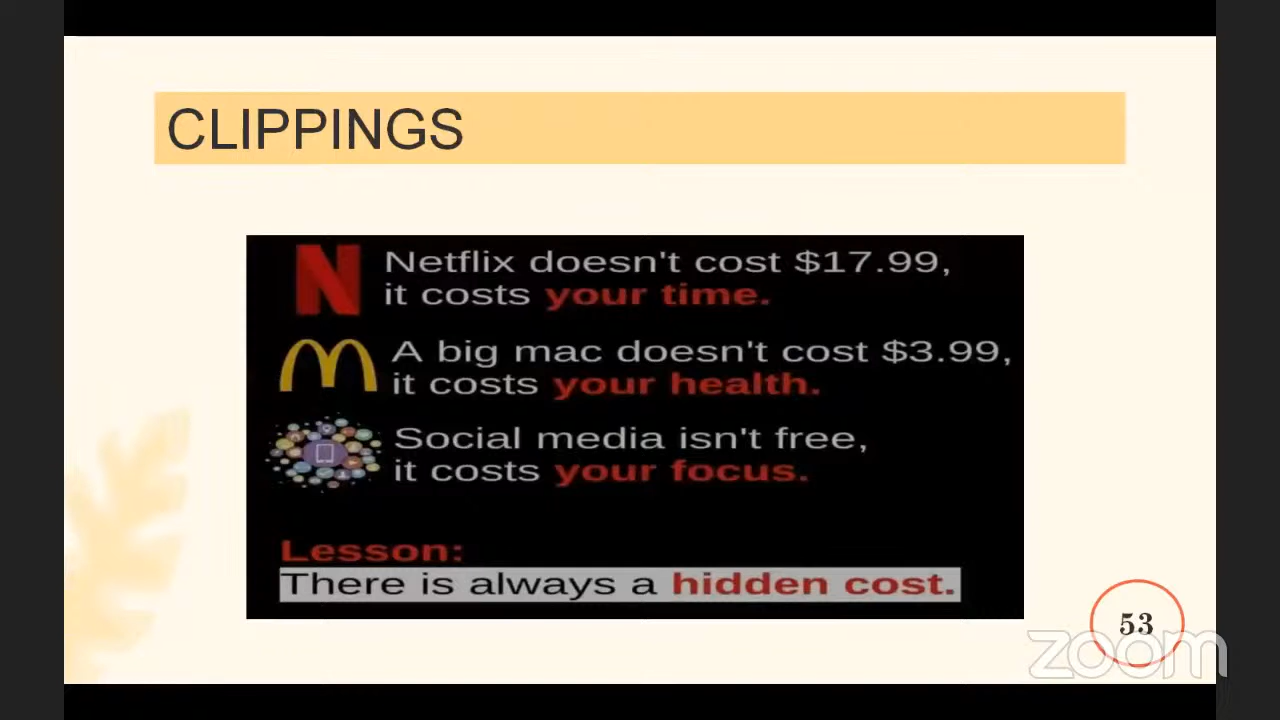 CLIPPINGS
Netflix doesn't cost $17.99,
it costs your time.
A big mac doesn't cost $3.99,
it costs your health.
Social media isn't free,
it costs your focus.
Lesson:
There is always a hidden cost.
53
zoom